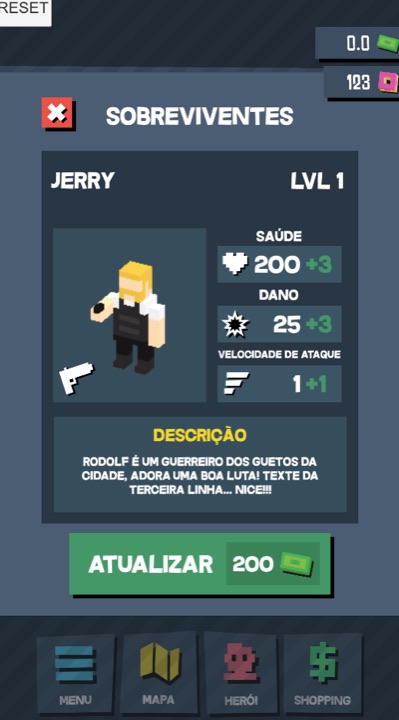 RESET
0.0
123
SOBREVIVENTES
JERRY LVL 1
SAÚDE
200 +3
DANO
25 +3
VELOCIDADE DE ATAQUE
1 +1
DESCRIÇÃO
RODOLF É UM GUERREIRO DOS GUETOS DA
CIDADE, ADORA UMA BOA LUTA! TEXTE DA
TERCEIRA LINHA... NICE!!!
ATUALIZAR 200
MENU MAPA HERÓI SHOPPING